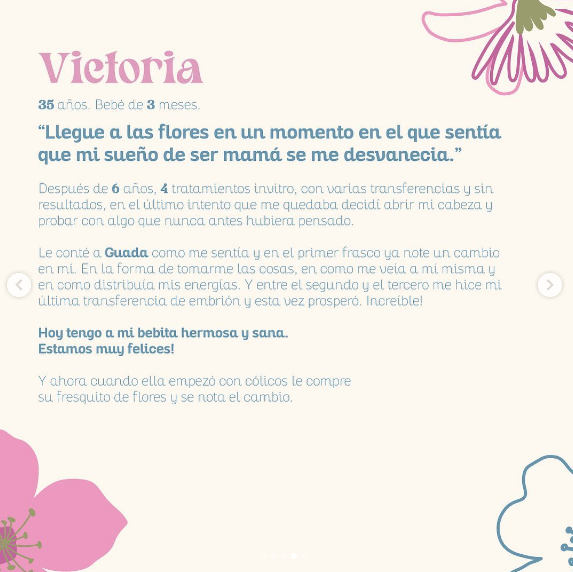 Victoria
35 años. Bebé de 3 meses.
“Llegue a las flores en un momento en el que sentía
que mi sueño de ser mamá se me desvanecia.”
Después de 6 años, 4 tratamientos invitro, con varias transferencias y sin
resultados, en el último intento que me quedaba decidí abrir mi cabeza y
probar con algo que nunca antes hubiera pensado.
Le conté a Guada como me sentía y en el primer frasco ya note un cambio
en mi. En la forma de tomarme las cosas, en como me veia a mi misma y
en como distribuia mis energias. Y entre el segundo y el tercero me hice mi
última transferencia de embrión y esta vez prosperó. Increible!
Hoy tengo a mi bebita hermosa y sana.
Estamos muy felices!
Y ahora cuando ella empezó con cólicos le compre
su fresquito de flores y se nota el cambio.